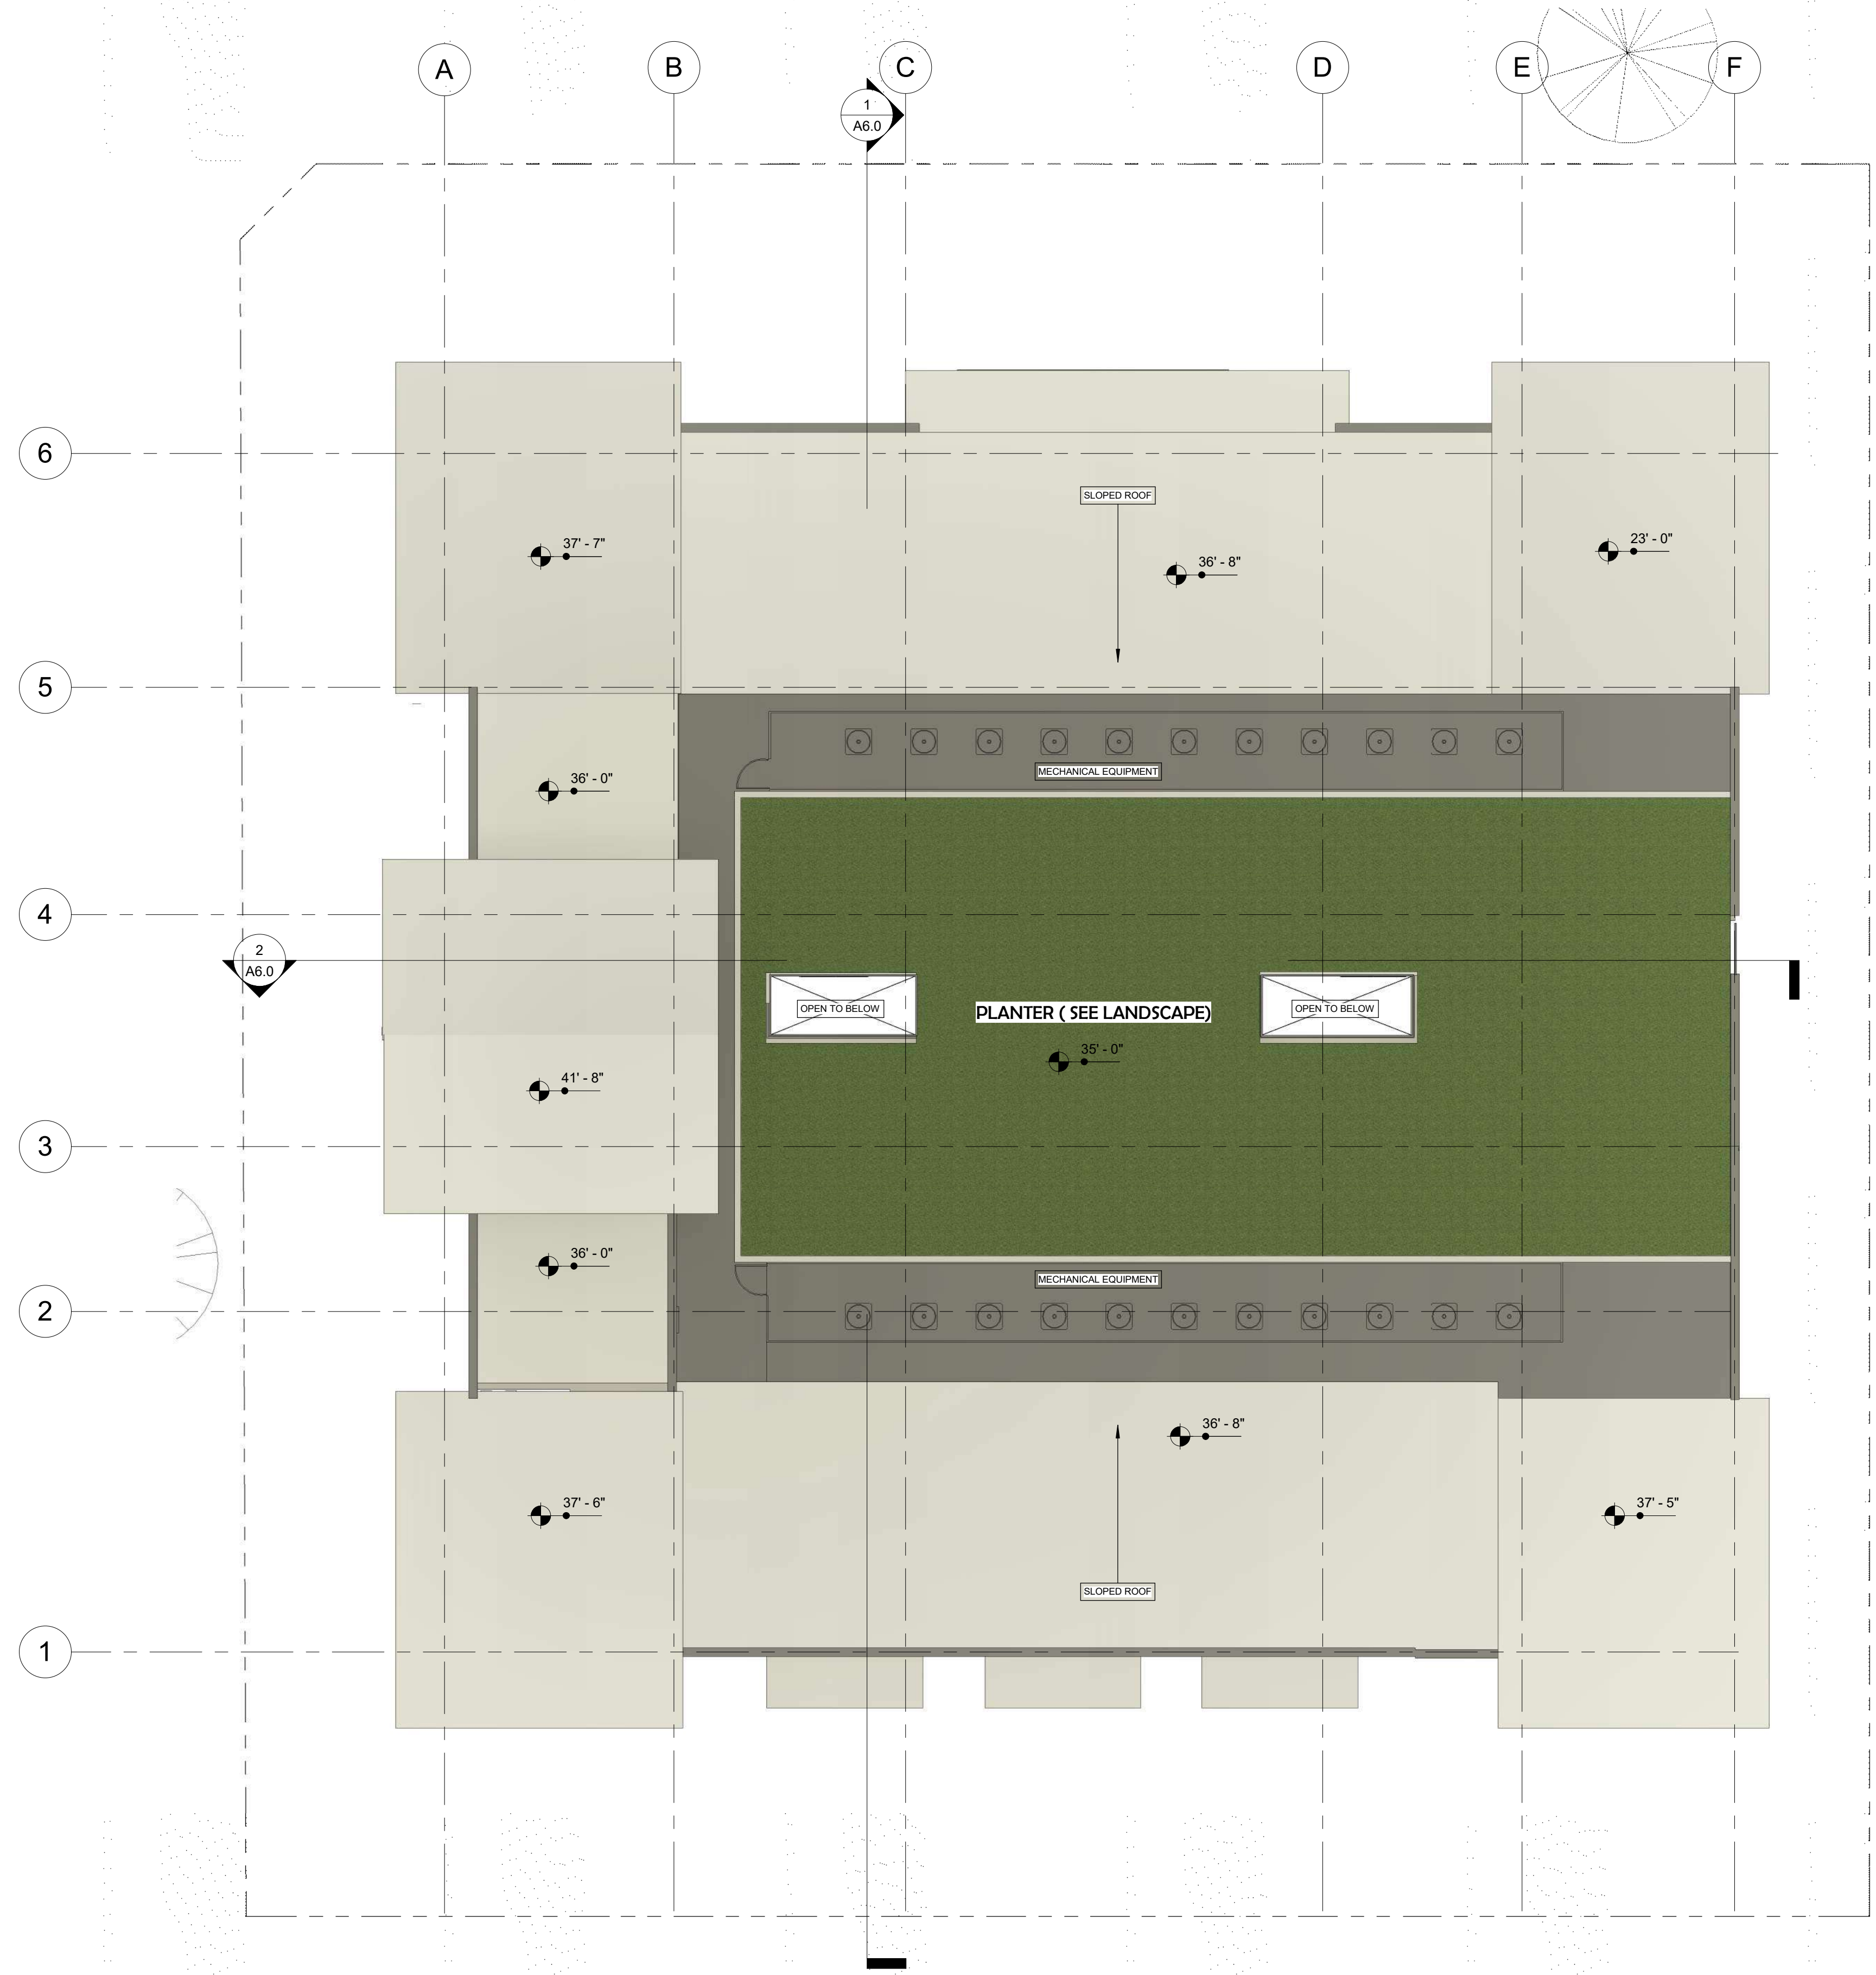 A
B
C
D
E
F
1
A6.0
6
SLOPED ROOF
37' - 7"
36' - 8"
23' - 0"
5
MECHANICAL EQUIPMENT
36' - 0"
4
2
A6.0
OPEN TO BELOW
PLANTER ( SEE LANDSCAPE)
OPEN TO BELOW
35' - 0"
41' - 8"
3
36' - 0"
MECHANICAL EQUIPMENT
2
36' - 8"
37' - 6"
37' - 5"
SLOPED ROOF
1